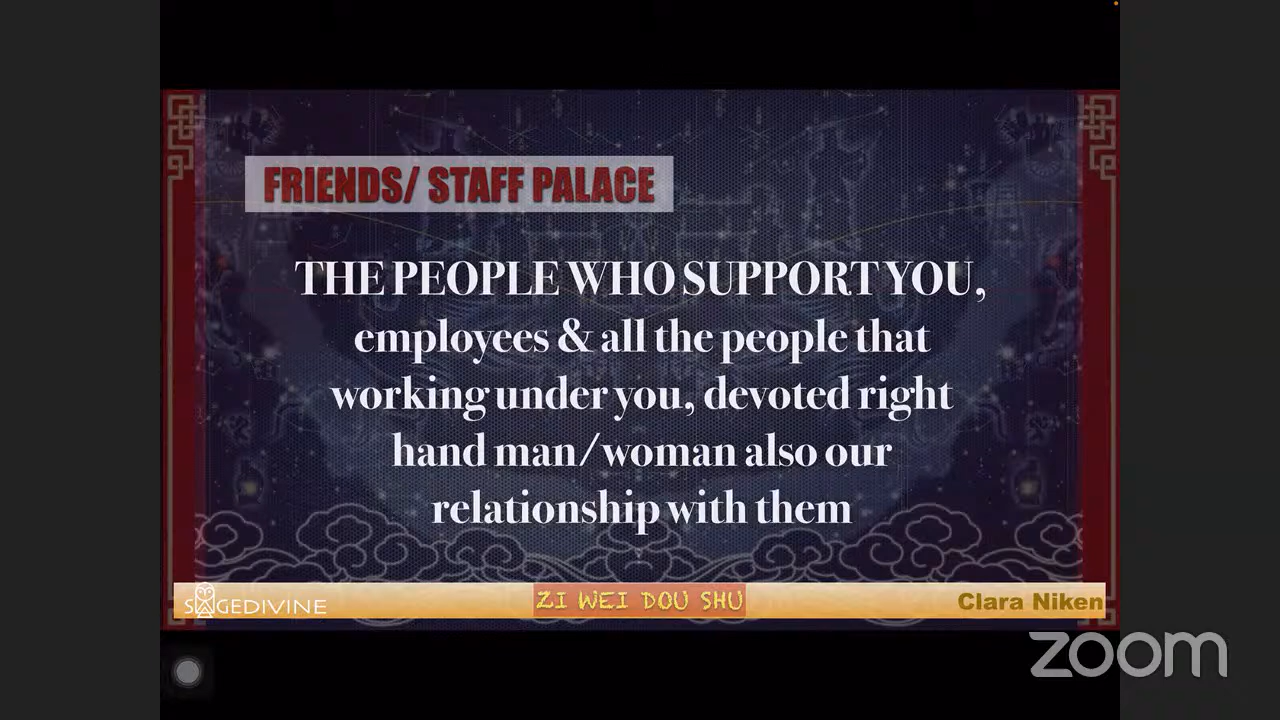 FRIENDS/ STAFF PALACE
THE PEOPLE WHO SUPPORT YOU,
employees & all the people that
working under you, devoted right
hand man/woman also our
relationship with them
SAGEDIVINE
ZI WEI DOU SHU
Clara Niken
zoom